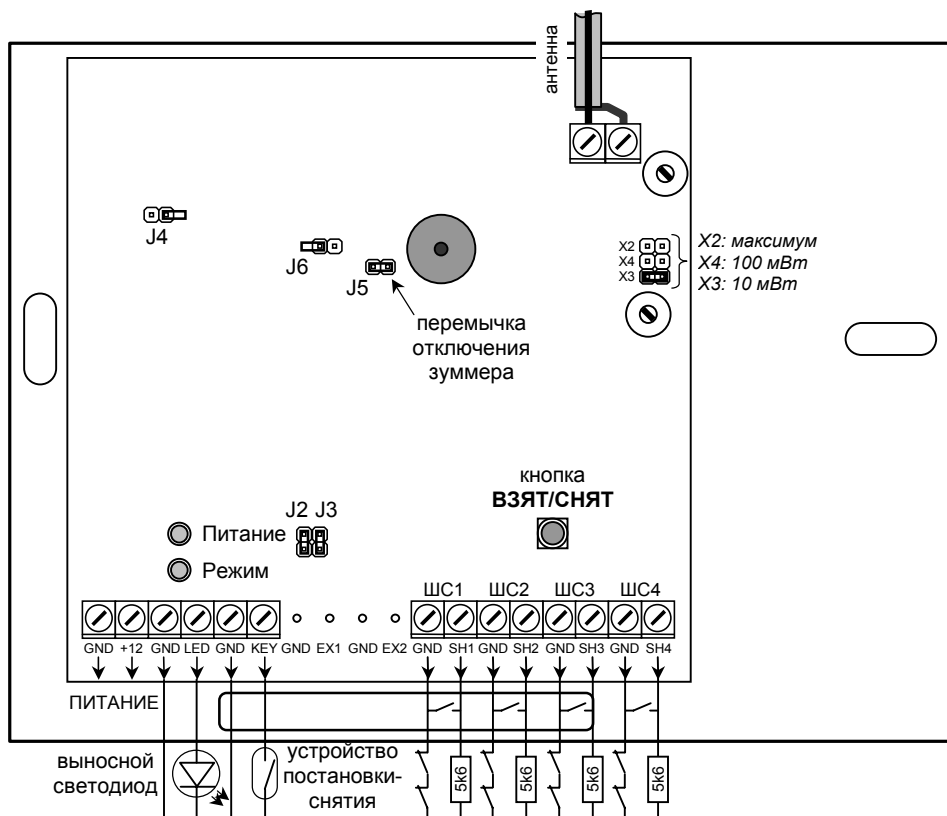 антенна
J4
J6
J5
перемычка
отключения
зуммера
X2
X4
X3
X2: максимум
X4: 100 мВт
X3: 10 мВт
кнопка
ВЗЯТ/СНЯТ
J2 J3
Питание
Режим
ШС1 ШС2 ШС3 ШС4
GND +12 GND LED GND KEY GND EX1 GND EX2 GND SH1 GND SH2 GND SH3 GND SH4
ПИТАНИЕ
выносной
светодиод
устройство
постановки-
снятия
5k6 5k6 5k6 5k6